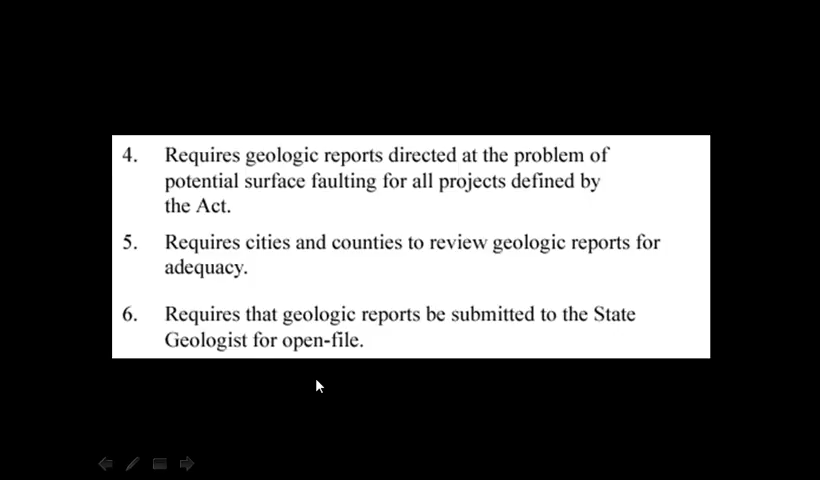 4. Requires geologic reports directed at the problem of
potential surface faulting for all projects defined by
the Act.
5. Requires cities and counties to review geologic reports for
adequacy.
6. Requires that geologic reports be submitted to the State
Geologist for open-file.